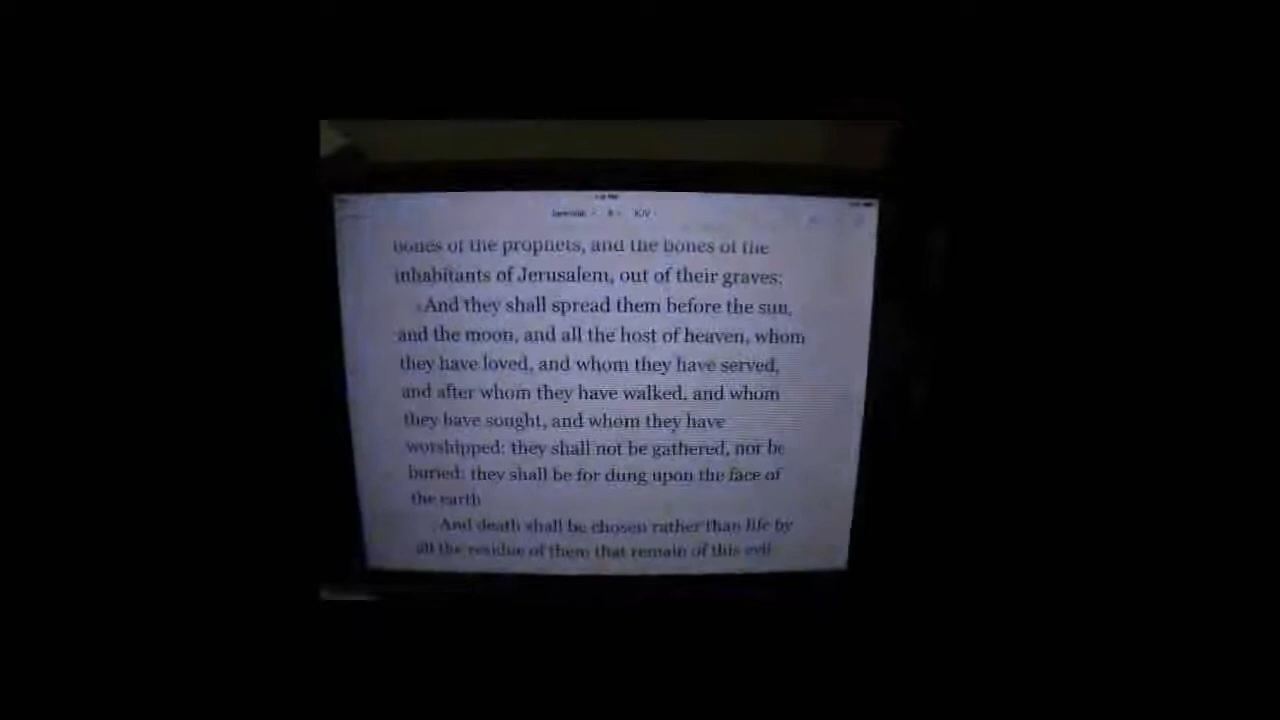 Jeremiah 8 KJV
bones of the prophets, and the bones of the
inhabitants of Jerusalem, out of their graves:
And they shall spread them before the sun,
and the moon, and all the host of heaven, whom
they have loved, and whom they have served,
and after whom they have walked, and whom
they have sought, and whom they have
worshipped: they shall not be gathered, nor be
buried; they shall be for dung upon the face of
the earth
And death shall be chosen rather than life by
all the residue of them that remain of this evil